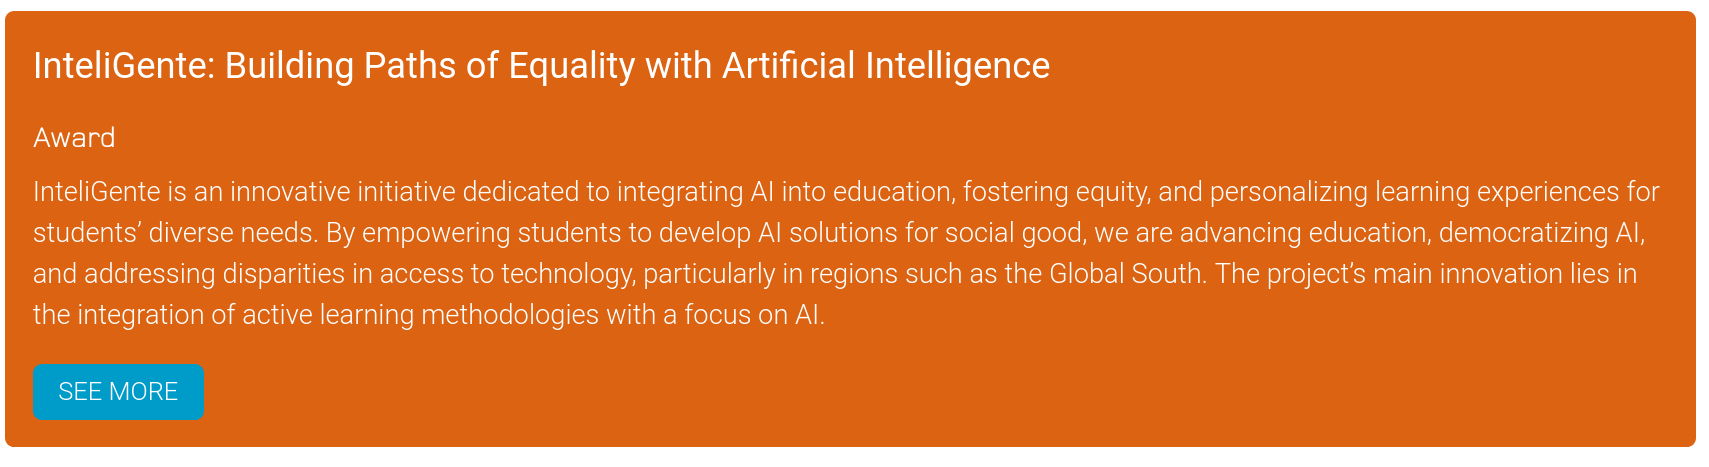 InteliGente: Building Paths of Equality with Artificial Intelligence
Award
InteliGente is an innovative initiative dedicated to integrating AI into education, fostering equity, and personalizing learning experiences for
students’ diverse needs. By empowering students to develop AI solutions for social good, we are advancing education, democratizing AI,
and addressing disparities in access to technology, particularly in regions such as the Global South. The project’s main innovation lies in
the integration of active learning methodologies with a focus on AI.
SEE MORE